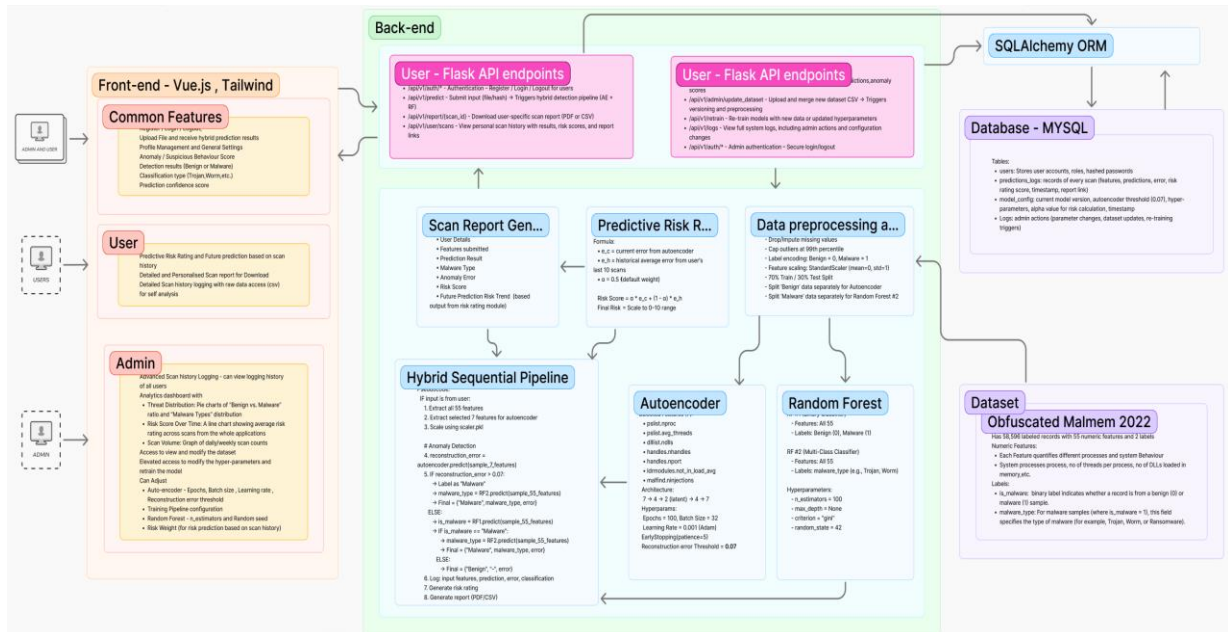 ADMIN AND USER
USERS
ADMIN
Front-end - Vue.js , Tailwind
Common Features
Upload File and receive hybrid prediction results
Profile Management and General Settings
Anomaly / Suspicious Behaviour Score
Detection results (Benign or Malware)
Classification type (Trojan,Worm,etc.)
Prediction confidence score
User
Predictive Risk Rating and Future prediction based on scan
history
Detailed and Personalised Scan report for Download
Detailed Scan history logging with raw data access (csv)
for self analysis
Admin
Advanced Scan History Logging - can view logging history
of all users
Analytics dashboard with
• Threat Distribution: Pie charts of "Benign vs. Malware"
ratio and "Malware Types" distribution
• Risk Score Over Time: A line chart showing average risk
rating across scans from the whole applications
• Scan Volume: Graph of daily/weekly scan counts
Access to view and modify the dataset
Elevated access to modify the hyper-parameters and
retrain the model
Can Adjust
• Auto-encoder - Epochs, Batch size , Learning rate ,
Reconstruction error threshold
• Training Pipeline configuration
• Random Forest - n_estimators and Random seed
• Risk Weight (for risk prediction based on scan history)
Back-end
User - Flask API endpoints
• /api/v1/auth/* - Authentication - Register / Login / Logout for users
• /api/v1/predict - Submit input (file/hash) → Triggers hybrid detection pipeline (AE +
RF)
• /api/v1/report/{scan_id} - Download user-specific scan report (PDF or CSV)
• /api/v1/user/scans - View personal scan history with results, risk scores, and report
links
User - Flask API endpoints
scores
• /api/v1/admin/update_dataset - Upload and merge new dataset CSV → Triggers
versioning and preprocessing
• /api/v1/retrain - Re-train models with new data or updated hyperparameters
• /api/v1/logs - View full system logs, including admin actions and configuration
changes
• /api/v1/auth/* - Admin authentication - Secure login/logout
Scan Report Gen...
• User Details
• Features submitted
• Prediction Result
• Malware Type
• Anomaly Error
• Risk Score
• Future Prediction Risk Trend (based
output from risk rating module)
Predictive Risk R...
Formula:
• e_c = current error from autoencoder
• e_h = historical average error from user's
last 10 scans
• α = 0.5 (default weight)
Risk Score = α * e_c + (1 - α) * e_h
Final Risk = Scale to 0-10 range
Data preprocessing a...
- Drop/Impute missing values
- Cap outliers at 99th percentile
- Label encoding: Benign = 0, Malware = 1
- Feature scaling: StandardScaler (mean=0, std=1)
- 70% Train / 30% Test Split
- Split 'Benign' data separately for Autoencoder
- Split 'Malware' data separately for Random Forest #2
Hybrid Sequential Pipeline
IF input is from user:
1. Extract all 55 features
2. Extract selected 7 features for autoencoder
3. Scale using scaler.pkl
# Anomaly Detection
4. reconstruction_error =
autoencoder.predict(sample_7_features)
5. IF reconstruction_error > 0.07:
→ Label as "Malware"
→ malware_type = RF2.predict(sample_55_features)
→ Final = ("Malware", malware_type, error)
ELSE:
→ is_malware = RF1.predict(sample_55_features)
→ IF is_malware == "Malware":
→ malware_type = RF2.predict(sample_55_features)
→ Final = ("Malware", malware_type, error)
ELSE:
→ Final = ("Benign", "-", error)
6. Log: input features, prediction, error, classification
7. Generate risk rating
8. Generate report (PDF/CSV)
Autoencoder
• pslist.nproc
• pslist.avg_threads
• dlllist.ndlls
• handles.nhandles
• handles.nport
• ldrmodules.not_in_load_avg
• malfind.ninjections
Architecture:
7 → 4 → 2 (latent) → 4 → 7
Hyperparams:
Epochs = 100, Batch Size = 32
Learning Rate = 0.001 (Adam)
EarlyStopping(patience=5)
Reconstruction error Threshold = 0.07
Random Forest
- Features: All 55
- Labels: Benign (0), Malware (1)
RF #2 (Multi-Class Classifier)
- Features: All 55
- Labels: malware_type (e.g., Trojan, Worm)
Hyperparameters:
- n_estimators = 100
- max_depth = None
- criterion = "gini"
- random_state = 42
SQLAlchemy ORM
Database - MYSQL
Tables:
• users: Stores user accounts, roles, hashed passwords
• predictions_logs: records of every scan (features, predictions, error, risk
rating score, timestamp, report link)
• model_config: current model version, autoencoder threshold (0.07), hyper-
parameters, alpha value for risk calculation, timestamp
• Logs: admin actions (parameter changes, dataset updates, re-training
triggers)
Dataset
Obfuscated Malmem 2022
Has 58,596 labeled records with 55 numeric features and 2 labels
Numeric Features:
• Each Feature quantifies different processes and system Behaviour
• System processes process, no of threads per process, no of DLLs loaded in
memory,etc.
Labels:
• is_malware: binary label indicates whether a record is from a benign (0) or
malware (1) sample.
• malware_type: For malware samples (where is_malware = 1), this field
specifies the type of malware (for example, Trojan, Worm, or Ransomware).